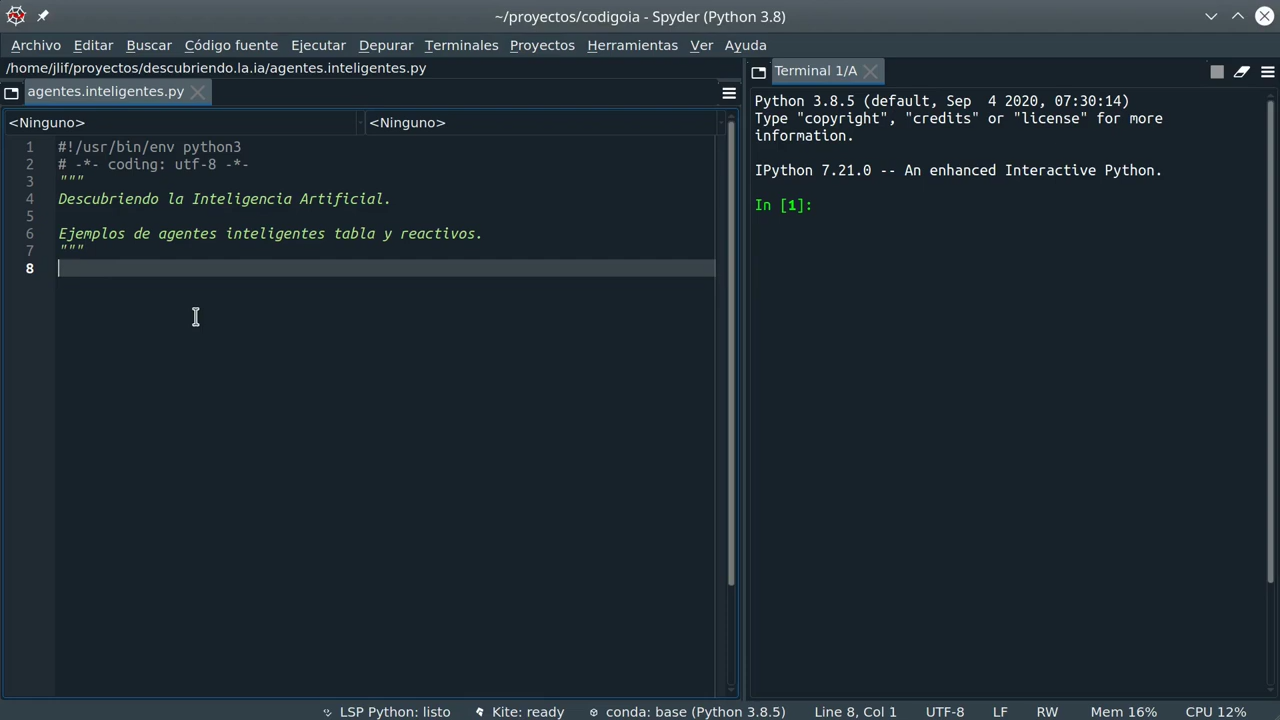 ~/proyectos/codigoia - Spyder (Python 3.8)
Archivo Editar Buscar Código fuente Ejecutar Depurar Terminales Proyectos Herramientas Ver Ayuda
/home/jlif/proyectos/descubriendo.la.ia/agentes.inteligentes.py
agentes.inteligentes.py
<Ninguno> <Ninguno>
1 #!/usr/bin/env python3
2 # -*- coding: utf-8 -*-
3 """
4 Descubriendo la Inteligencia Artificial.
5
6 Ejemplos de agentes inteligentes tabla y reactivos.
7 """
8
Terminal 1/A
Python 3.8.5 (default, Sep  4 2020, 07:30:14)
Type "copyright", "credits" or "license" for more
information.
IPython 7.21.0 -- An enhanced Interactive Python.
In [1]:
LSP Python: listo Kite: ready conda: base (Python 3.8.5) Line 8, Col 1 UTF-8 LF RW Mem 16% CPU 12%